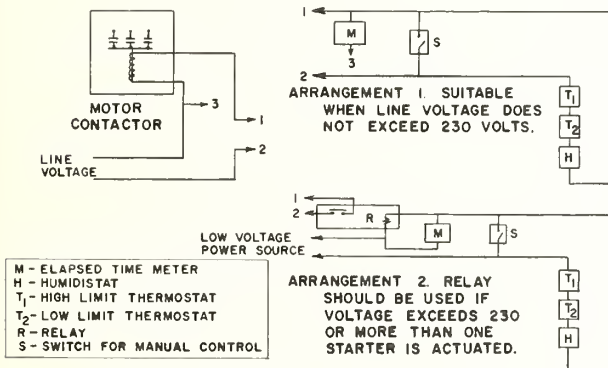 MOTOR
CONTACTOR
3
1
2
LINE
VOLTAGE
1
M
S
3
2
ARRANGEMENT 1. SUITABLE
WHEN LINE VOLTAGE DOES
NOT EXCEED 230 VOLTS.
T1
T2
H
1
2
R
M
S
LOW VOLTAGE
POWER SOURCE
T1
T2
H
ARRANGEMENT 2. RELAY
SHOULD BE USED IF
VOLTAGE EXCEEDS 230
OR MORE THAN ONE
STARTER IS ACTUATED.
M - ELAPSED TIME METER
H - HUMIDISTAT
T1 - HIGH LIMIT THERMOSTAT
T2 - LOW LIMIT THERMOSTAT
R - RELAY
S - SWITCH FOR MANUAL CONTROL